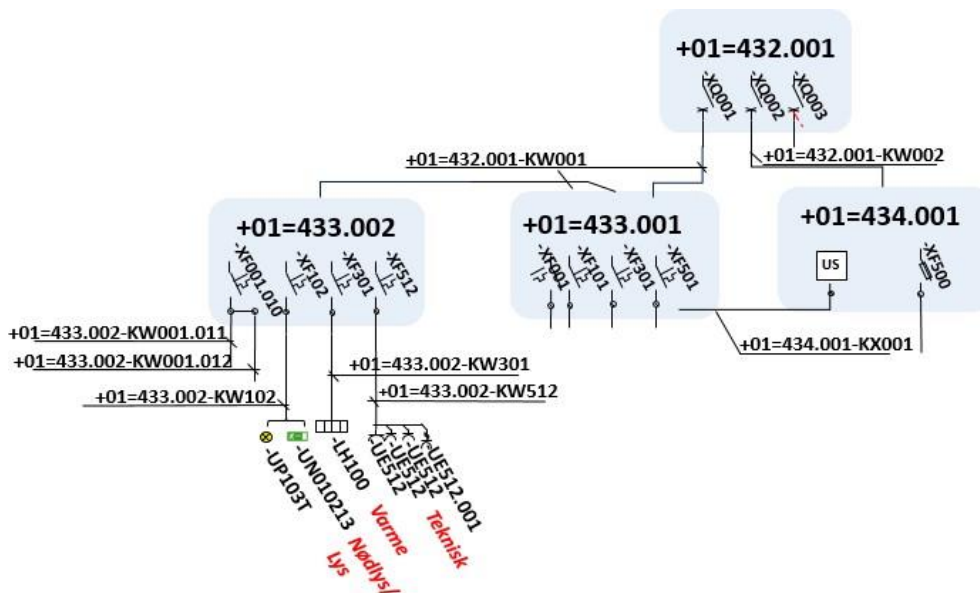 +01=432.001
-XQ001
-XQ002
-XQ003
+01=432.001-KW001
+01=432.001-KW002
+01=433.002
-XF001.010
-XF102
-XF301
-XF512
+01=433.001
-XF001
-XF101
-XF301
-XF501
+01=434.001
US
-XF500
+01=433.002-KW001.011
+01=433.002-KW001.012
+01=433.002-KW102
+01=433.002-KW301
+01=433.002-KW512
+01=434.001-KX001
-UP103T
-UN010213
-LH100
-UE512
-UE512
-UE512
-UE512.001
Lys
Nødlys/
Varme
Teknisk